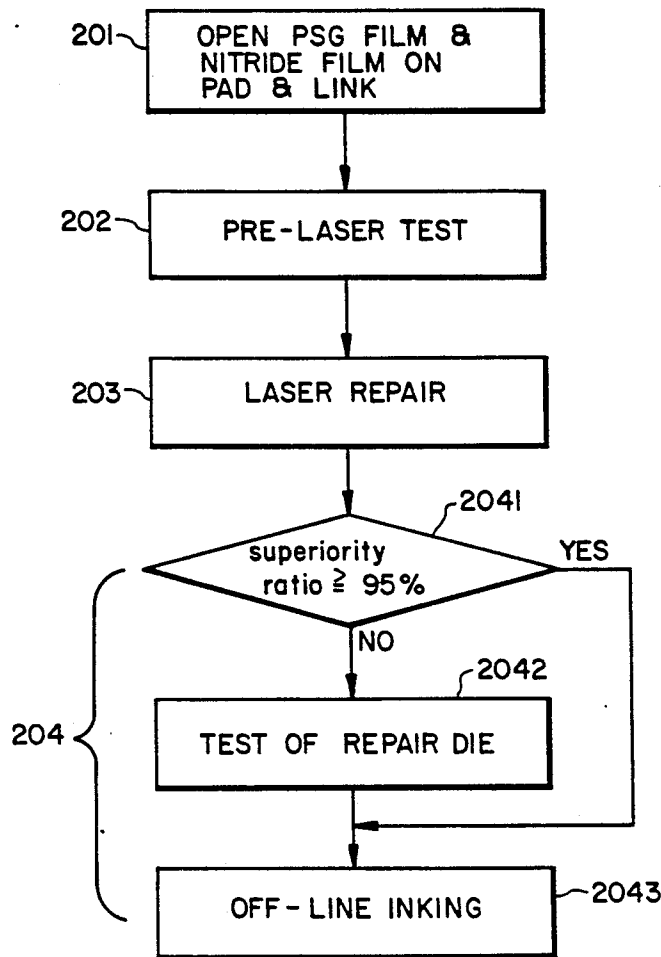 201
OPEN PSG FILM &
NITRIDE FILM ON
PAD & LINK
202
PRE-LASER TEST
203
LASER REPAIR
2041
superiority
ratio ≧ 95%
YES
NO
2042
204
TEST OF REPAIR DIE
2043
OFF-LINE INKING